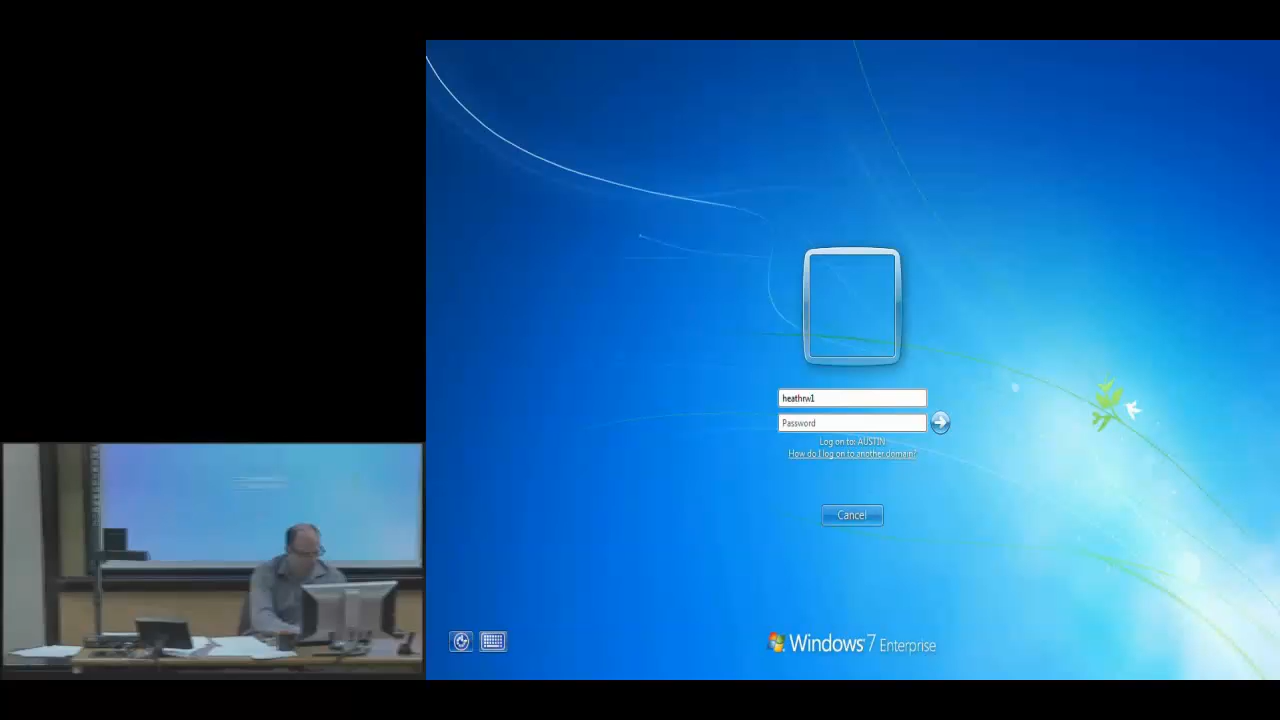 heathrw1
Password
Log on to: AUSTIN
How do I log on to another domain?
Cancel
Windows 7 Enterprise